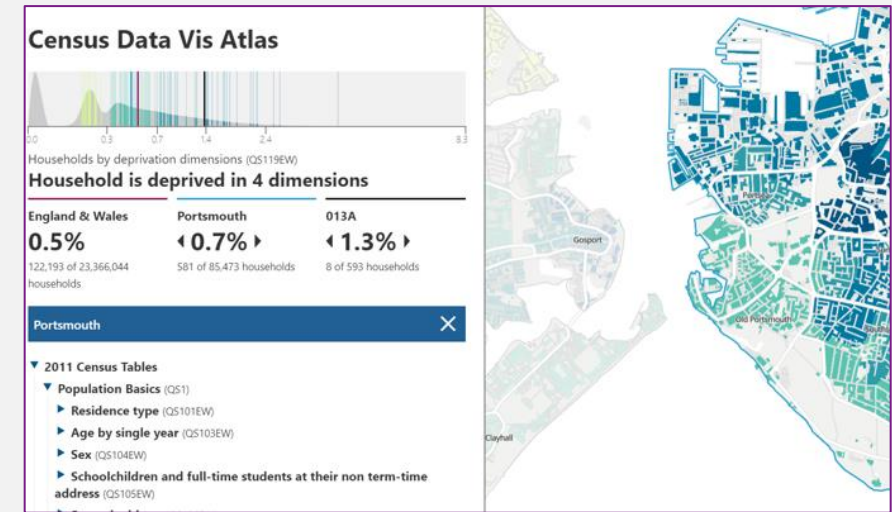 Census Data Vis Atlas
0.0 0.3 0.7 1.4 2.4 8.3
Households by deprivation dimensions (QS119EW)
Household is deprived in 4 dimensions
England & Wales
0.5%
122,193 of 23,366,044
households
Portsmouth
0.7%
581 of 85,473 households
013A
1.3%
8 of 593 households
Portsmouth
2011 Census Tables
Population Basics (QS1)
Residence type (QS101EW)
Age by single year (QS103EW)
Sex (QS104EW)
Schoolchildren and full-time students at their non term-time
address (QS105EW)
Gosport
Old Portsmouth
Clayhall